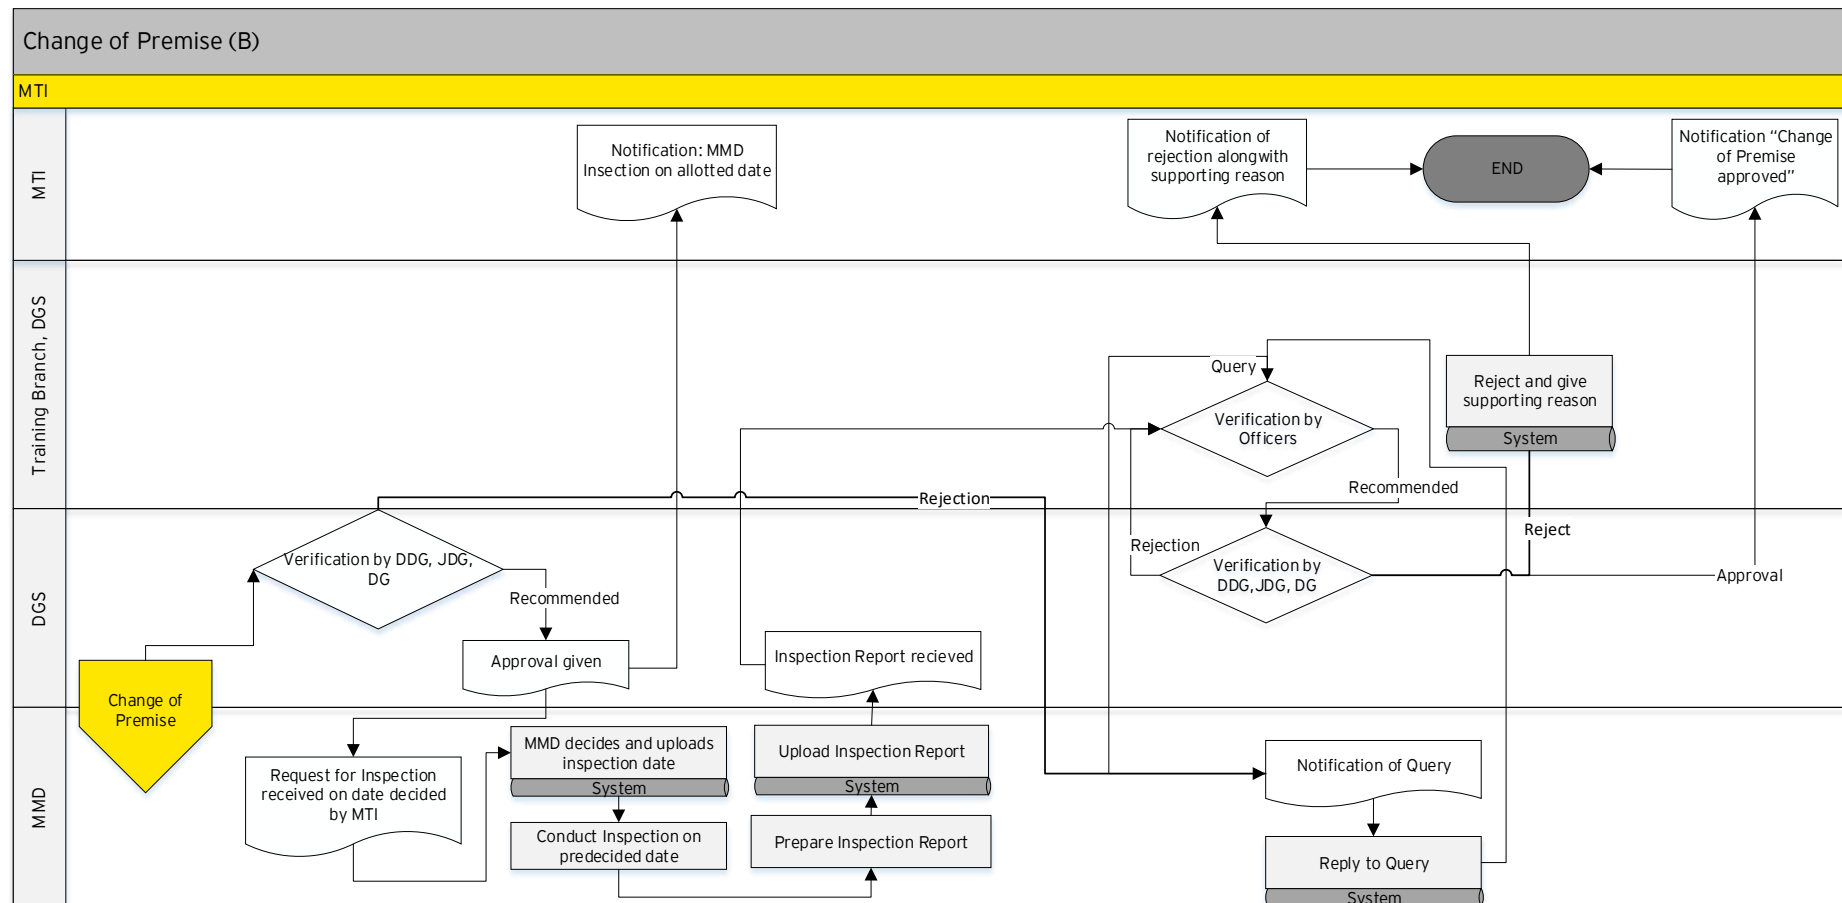 Change of Premise (B)
MTI
MTI
Notification: MMD
Insection on allotted date
Notification of
rejection alongwith
supporting reason
END
Notification “Change
of Premise
approved”
Training Branch, DGS
Query
Verification by
Officers
Reject and give
supporting reason
System
Recommended
Rejection
DGS
Verification by DDG, JDG,
DG
Recommended
Approval given
Inspection Report recieved
Rejection
Verification by
DDG,JDG, DG
Reject
Approval
Change of
Premise
MMD
Request for Inspection
received on date decided
by MTI
MMD decides and uploads
inspection date
System
Conduct Inspection on
predecided date
Upload Inspection Report
System
Prepare Inspection Report
Notification of Query
Reply to Query
System